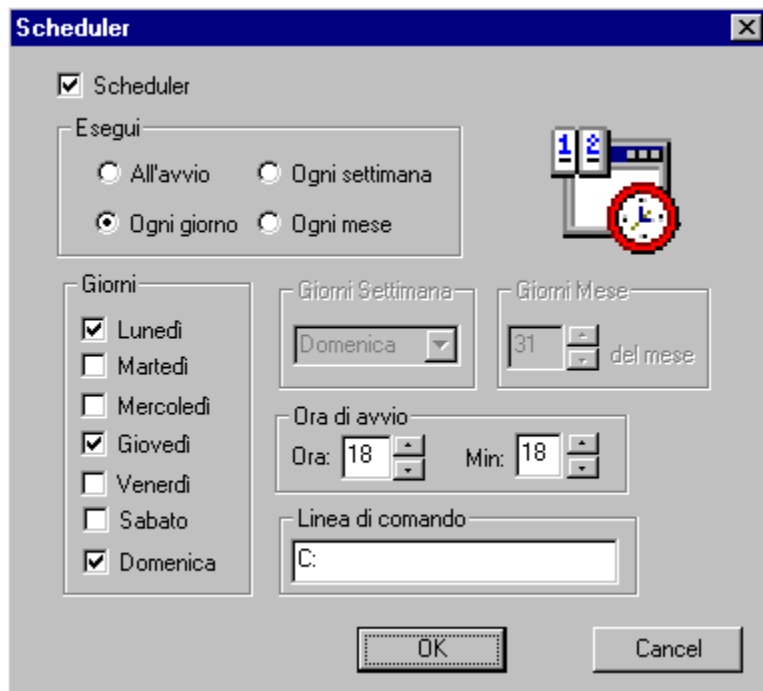 Scheduler
Scheduler
Esegui
All'avvio Ogni settimana
Ogni giorno Ogni mese
1 2
Giorni
Lunedì
Martedì
Mercoledì
Giovedì
Venerdì
Sabato
Domenica
Giorni Settimana
Domenica
Giorni Mese
31 del mese
Ora di avvio
Ora: 18 Min: 18
Linea di comando
C:
OK Cancel